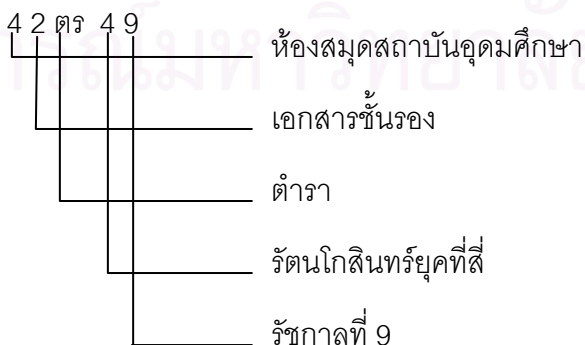 42ตร 49
ห้องสมุดสถาบันอุดมศึกษา
เอกสารชั้นรอง
ตำรา
รัตนโกสินทร์ยุคที่สี่
รัชกาลที่ 9